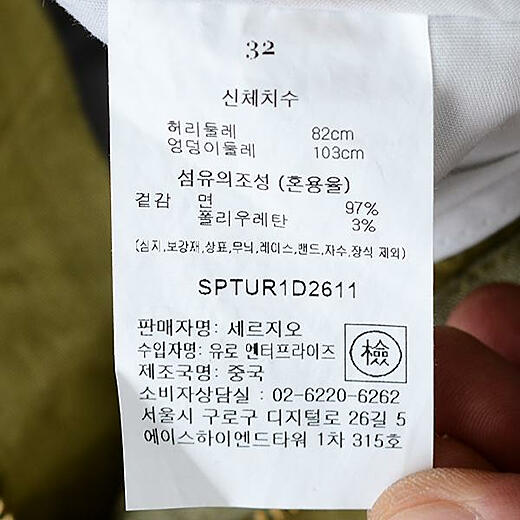 32
신체치수
허리둘레 82cm
엉덩이둘레 103cm
섬유의조성 (혼용율)
겉감 면 97%
폴리우레탄 3%
(심지,보강재,상표,무늬,레이스,밴드,자수,장식 제외)
SPTUR1D2611
판매자명: 세르지오
수입자명: 유로 엔터프라이즈
檢
제조국명: 중국
소비자상담실 : 02-6220-6262
서울시 구로구 디지털로 26길 5
에이스하이엔드타워 1차 315호